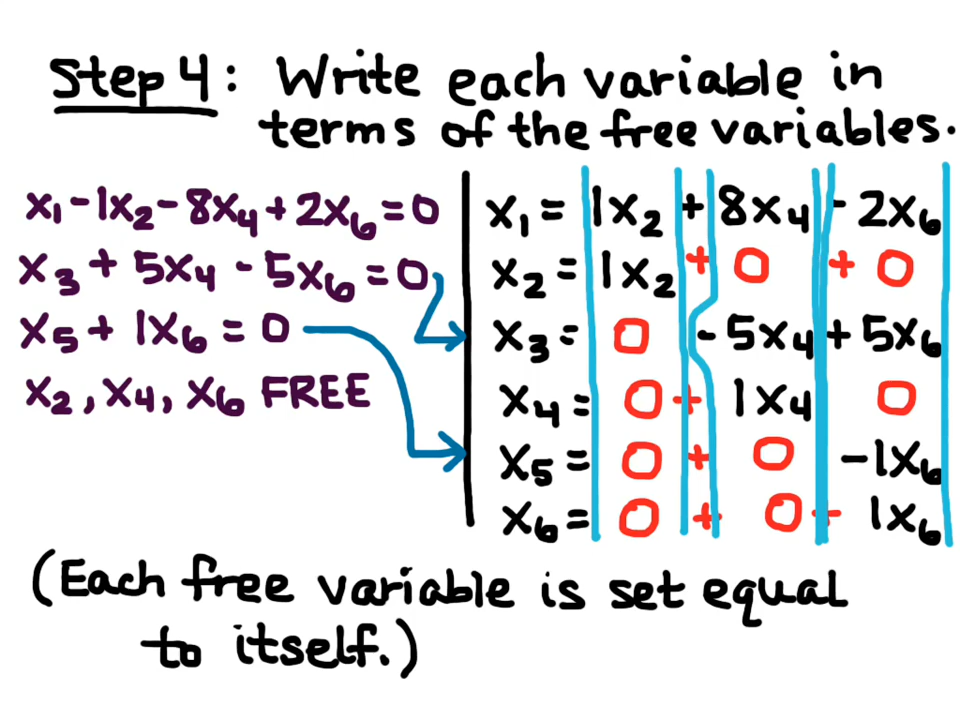 Step 4: Write each variable in
terms of the free variables.
x₁ - 1x₂ - 8x₄ + 2x₆ = 0
x₃ + 5x₄ - 5x₆ = 0
x₅ + 1x₆ = 0
x₂, x₄, x₆ FREE
x₁ = 1x₂ + 8x₄ - 2x₆
x₂ = 1x₂ + 0 + 0
x₃ = 0 - 5x₄ + 5x₆
x₄ = 0 + 1x₄ 0
x₅ = 0 + 0 - 1x₆
x₆ = 0 + 0 + 1x₆
(Each free variable is set equal
to itself.)